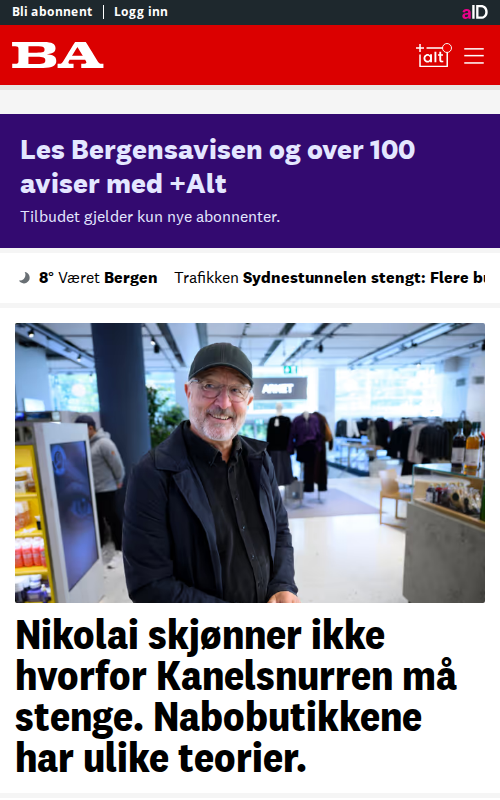 Bli abonnent
Logg inn
aID
BA
+alt
Les Bergensavisen og over 100
aviser med +Alt
Tilbudet gjelder kun nye abonnenter.
8° Været Bergen
Trafikken Sydnestunnelen stengt: Flere
Nikolai skjønner ikke
hvorfor Kanelsnurren må
stenge. Nabobutikkene
har ulike teorier.